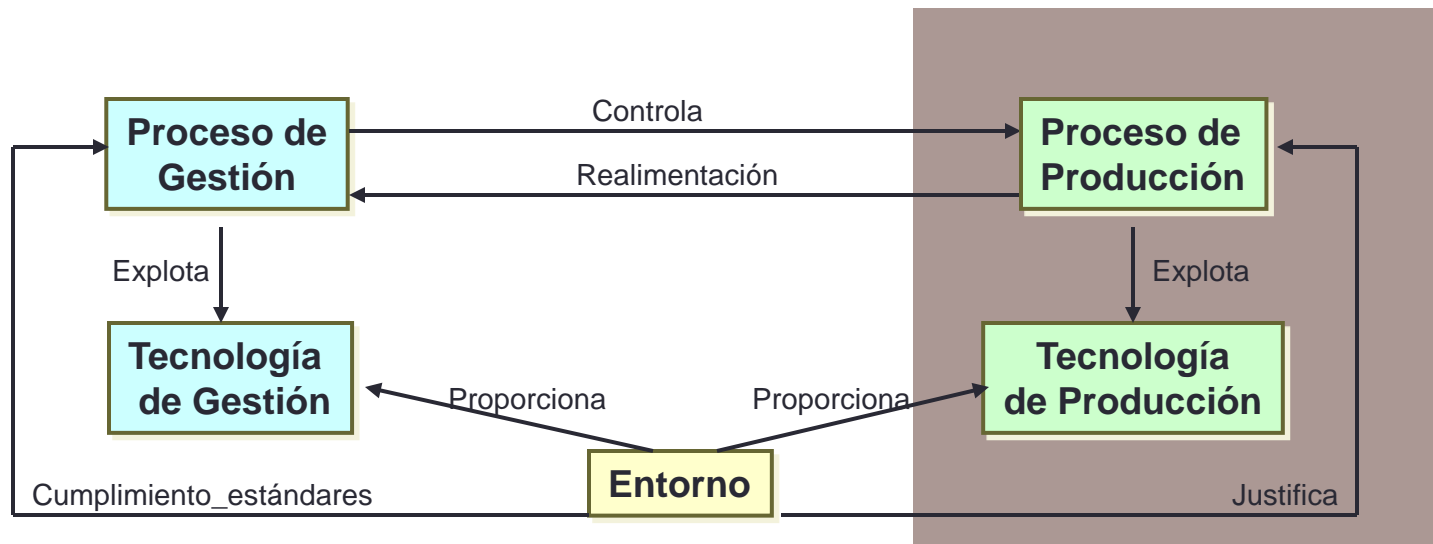 Controla
Proceso de
Gestión
Proceso de
Producción
Realimentación
Explota
Explota
Tecnología
de Gestión
Tecnología
de Producción
Proporciona
Proporciona
Entorno
Cumplimiento_estándares
Justifica